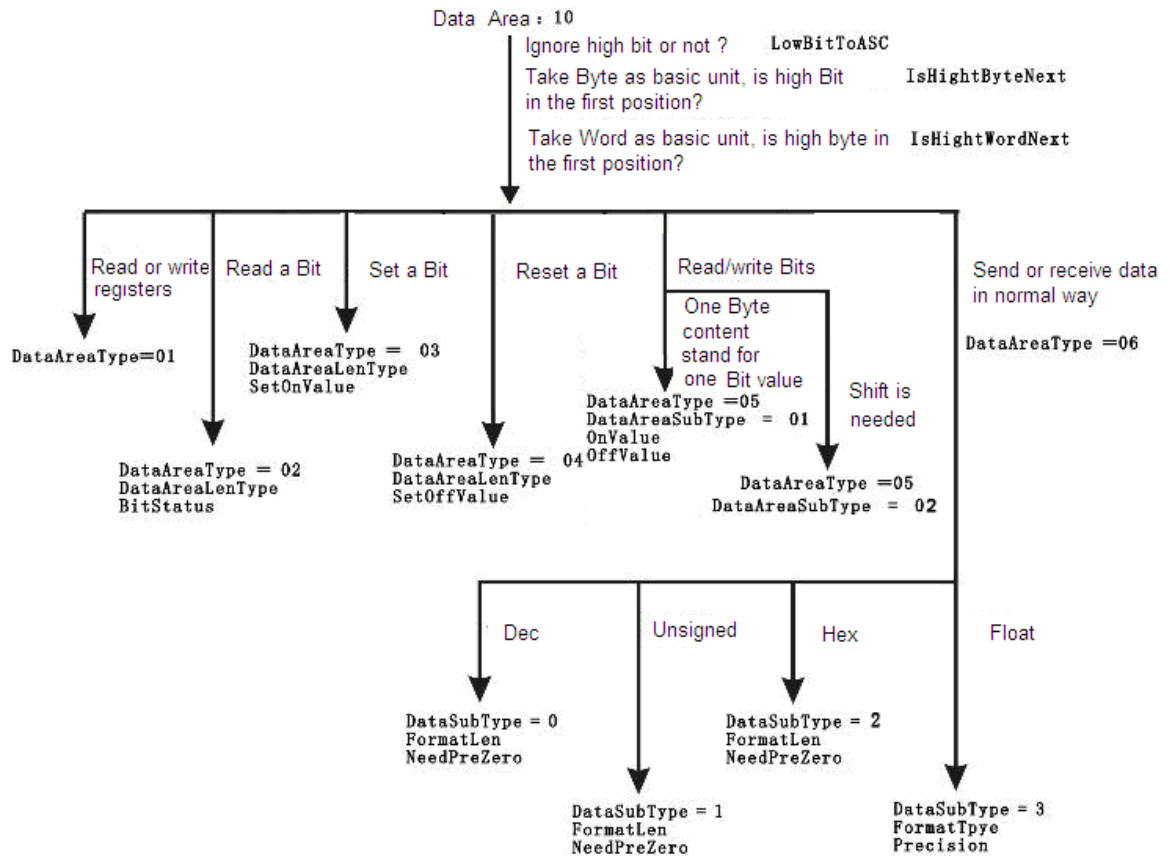 Data Area : 10
Ignore high bit or not ? LowBitToASC
Take Byte as basic unit, is high Bit IsHightByteNext
in the first position?
Take Word as basic unit, is high byte in IsHightWordNext
the first position?
Read or write
registers
Read a Bit
Set a Bit
Reset a Bit
Read/write Bits
Send or receive data
in normal way
One Byte
content
stand for
one Bit value
Shift is
needed
DataAreaType=01
DataAreaType = 02
DataAreaLenType
BitStatus
DataAreaType = 03
DataAreaLenType
SetOnValue
DataAreaType = 04
DataAreaLenType
SetOffValue
DataAreaType =05
DataAreaSubType = 01
OnValue
OffValue
DataAreaType =05
DataAreaSubType = 02
DataAreaType =06
Dec
Unsigned
Hex
Float
DataSubType = 0
FormatLen
NeedPreZero
DataSubType = 1
FormatLen
NeedPreZero
DataSubType = 2
FormatLen
NeedPreZero
DataSubType = 3
FormatTpye
Precision